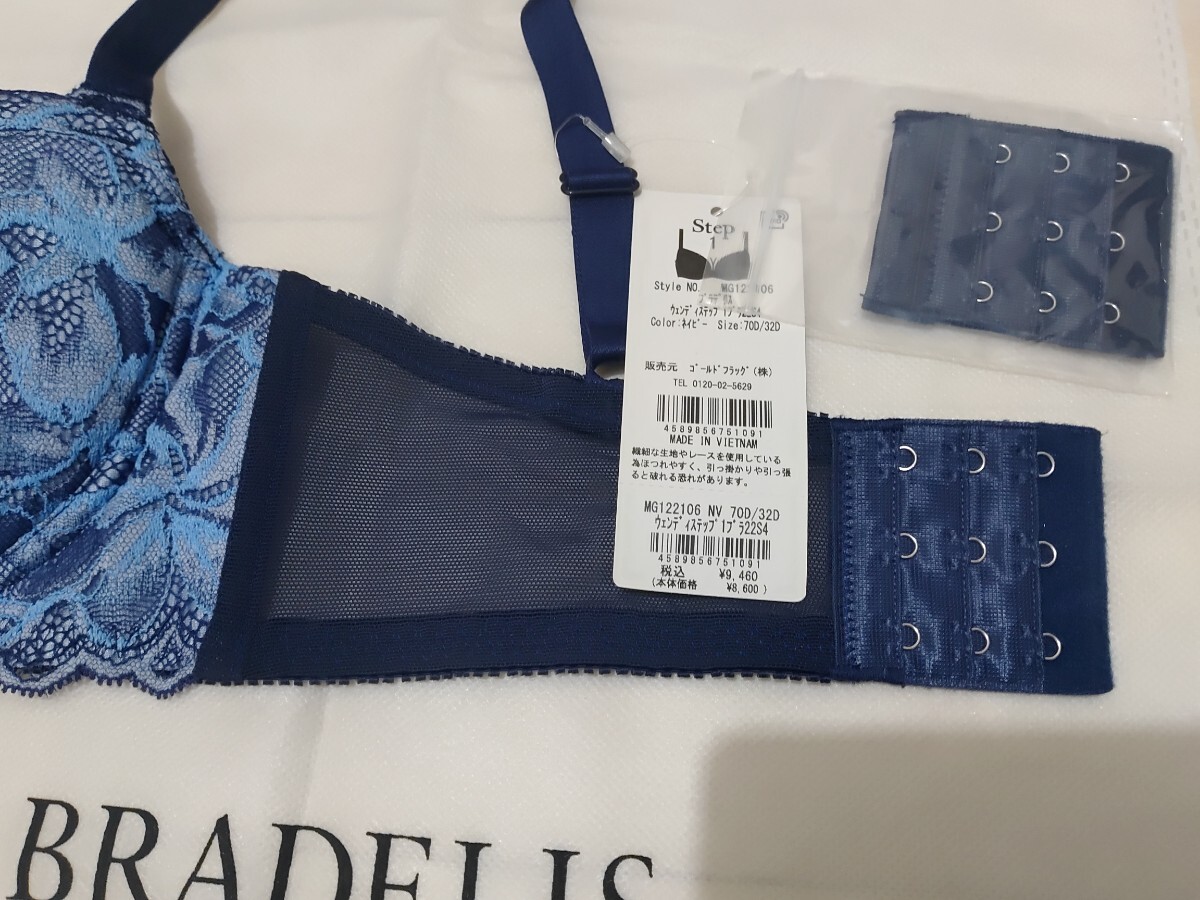 Step
1
Style NO. MG122106
ブラデリス
ウェンディステップ1ブラ22S4
Color:ネイビー Size:70D/32D
販売元 ゴールドフラッグ(株)
TEL 0120-02-5629
4589856751091
MADE IN VIETNAM
繊細な生地やレースを使用している
為ほつれやすく、引っ掛かりや引っ張
ると破れる恐れがあります。
MG122106 NV 70D/32D
ウェンディステップ1ブラ22S4
4589856751091
税込 ¥9,460
(本体価格 ¥8,600 )
BRADELIS